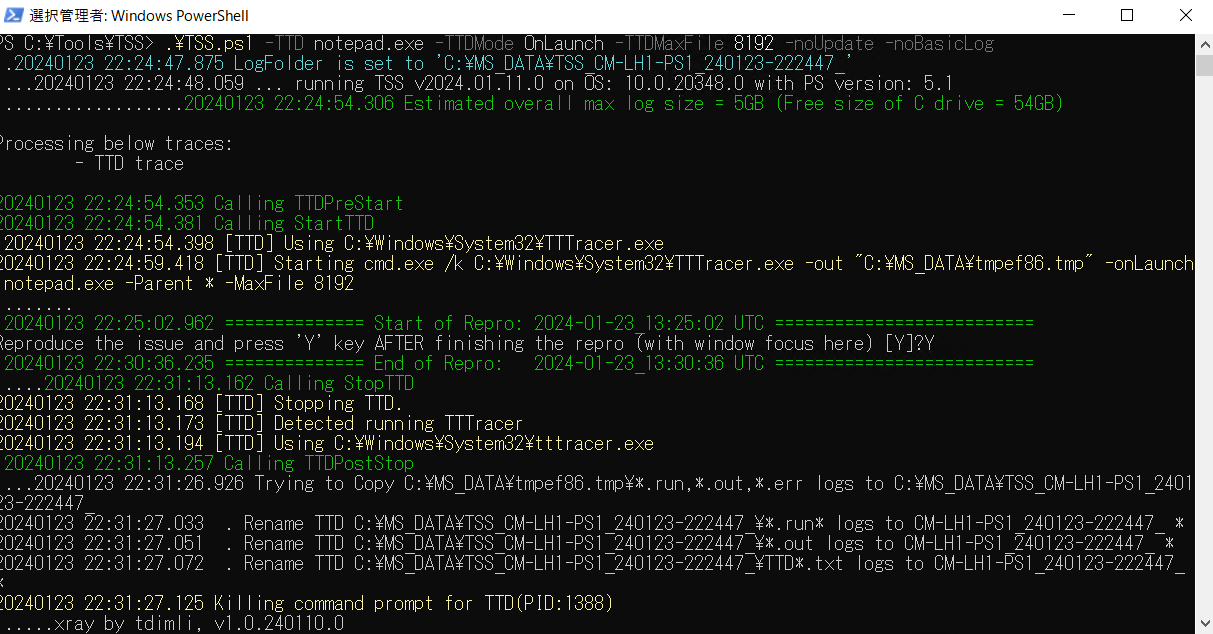 選択管理者: Windows PowerShell
PS C:¥Tools¥TSS> .¥TSS.ps1 -TTD notepad.exe -TTDMode OnLaunch -TTDMaxFile 8192 -noUpdate -noBasicLog
.20240123 22:24:47.875 LogFolder is set to 'C:¥MS_DATA¥TSS_CM-LH1-PS1_240123-222447_'
...20240123 22:24:48.059 ... running TSS v2024.01.11.0 on OS: 10.0.20348.0 with PS version: 5.1
..................20240123 22:24:54.306 Estimated overall max log size = 5GB (Free size of C drive = 54GB)
Processing below traces:
- TTD trace
20240123 22:24:54.353 Calling TTDPreStart
20240123 22:24:54.381 Calling StartTTD
20240123 22:24:54.398 [TTD] Using C:¥Windows¥System32¥TTTracer.exe
20240123 22:24:59.418 [TTD] Starting cmd.exe /k C:¥Windows¥System32¥TTTracer.exe -out "C:¥MS_DATA¥tmpef86.tmp" -onLaunch
notepad.exe -Parent * -MaxFile 8192
.......
20240123 22:25:02.962 ============== Start of Repro: 2024-01-23_13:25:02 UTC ==========================
Reproduce the issue and press 'Y' key AFTER finishing the repro (with window focus here) [Y]?Y
20240123 22:30:36.235 ============== End of Repro:   2024-01-23_13:30:36 UTC ==========================
....20240123 22:31:13.162 Calling StopTTD
20240123 22:31:13.168 [TTD] Stopping TTD.
20240123 22:31:13.173 [TTD] Detected running TTTracer
20240123 22:31:13.194 [TTD] Using C:¥Windows¥System32¥tttracer.exe
20240123 22:31:13.257 Calling TTDPostStop
...20240123 22:31:26.926 Trying to Copy C:¥MS_DATA¥tmpef86.tmp¥*.run,*.out,*.err logs to C:¥MS_DATA¥TSS_CM-LH1-PS1_2401
23-222447_
20240123 22:31:27.033  . Rename TTD C:¥MS_DATA¥TSS_CM-LH1-PS1_240123-222447_¥*.run* logs to CM-LH1-PS1_240123-222447_ *
20240123 22:31:27.051  . Rename TTD C:¥MS_DATA¥TSS_CM-LH1-PS1_240123-222447_¥*.out logs to CM-LH1-PS1_240123-222447_ *
20240123 22:31:27.072  . Rename TTD C:¥MS_DATA¥TSS_CM-LH1-PS1_240123-222447_¥TTD*.txt logs to CM-LH1-PS1_240123-222447_
*
20240123 22:31:27.125 Killing command prompt for TTD(PID:1388)
.....xray by tdimli, v1.0.240110.0